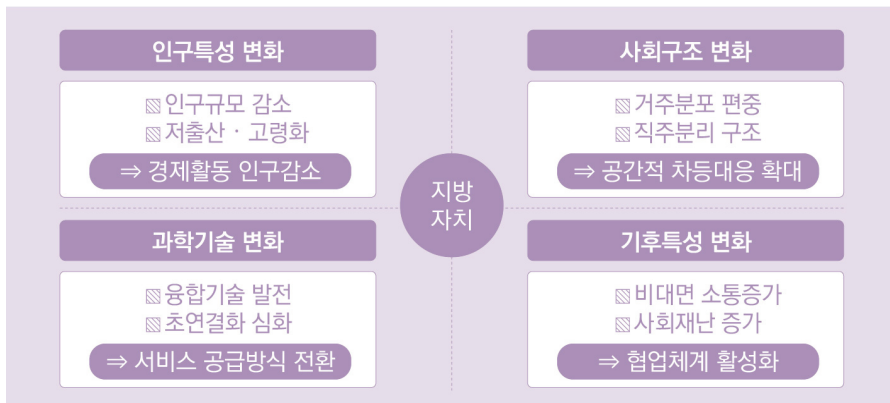 인구특성 변화
▧ 인구규모 감소
▧ 저출산 · 고령화
⇒ 경제활동 인구감소
사회구조 변화
▧ 거주분포 편중
▧ 직주분리 구조
⇒ 공간적 차등대응 확대
지방
자치
과학기술 변화
▧ 융합기술 발전
▧ 초연결화 심화
⇒ 서비스 공급방식 전환
기후특성 변화
▧ 비대면 소통증가
▧ 사회재난 증가
⇒ 협업체계 활성화